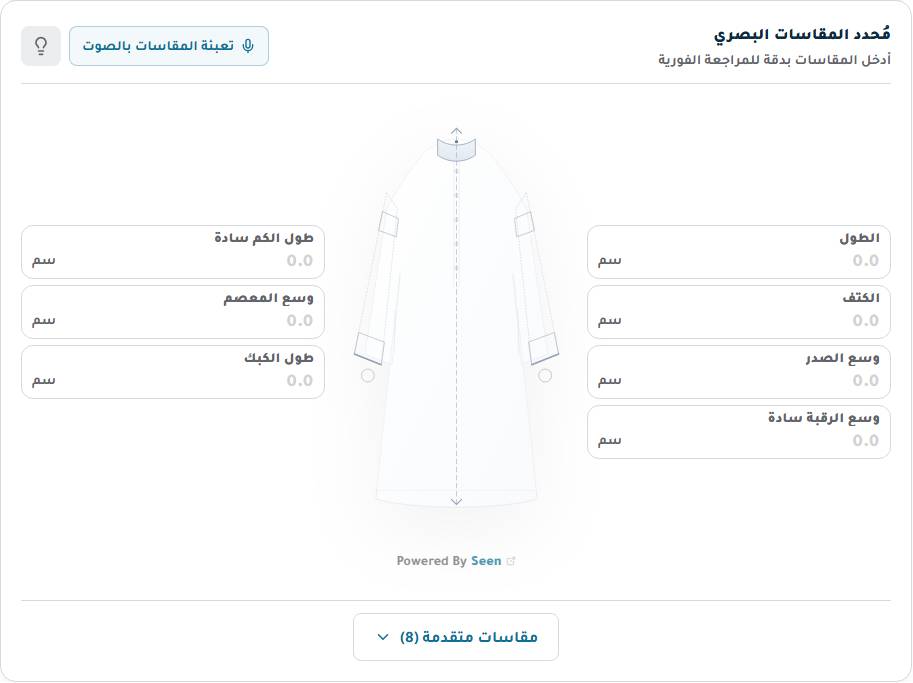 مُحدد المقاسات البصري
أدخل المقاسات بدقة للمراجعة الفورية
تعبئة المقاسات بالصوت
الطول
0.0 سم
الكتف
0.0 سم
وسع الصدر
0.0 سم
وسع الرقبة سادة
0.0 سم
طول الكم سادة
0.0 سم
وسع المعصم
0.0 سم
طول الكبك
0.0 سم
Powered By Seen
مقاسات متقدمة (8)